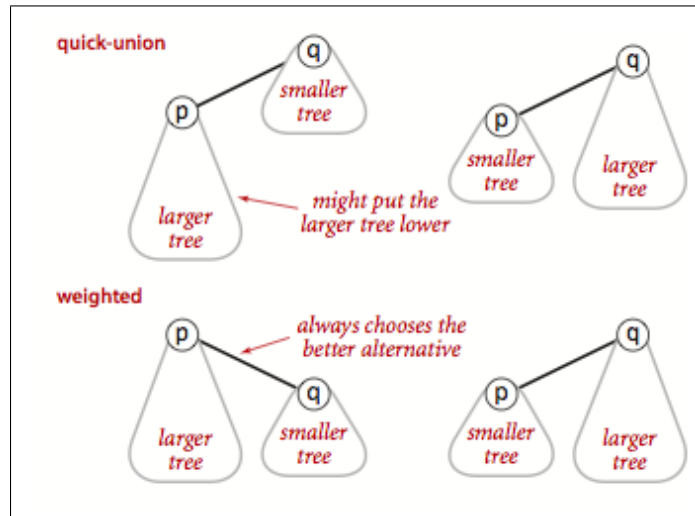 quick-union
q
smaller
tree
p
larger
tree
might put the
larger tree lower
q
p
smaller
tree
larger
tree
weighted
p
always chooses the
better alternative
q
larger
tree
smaller
tree
q
p
smaller
tree
larger
tree